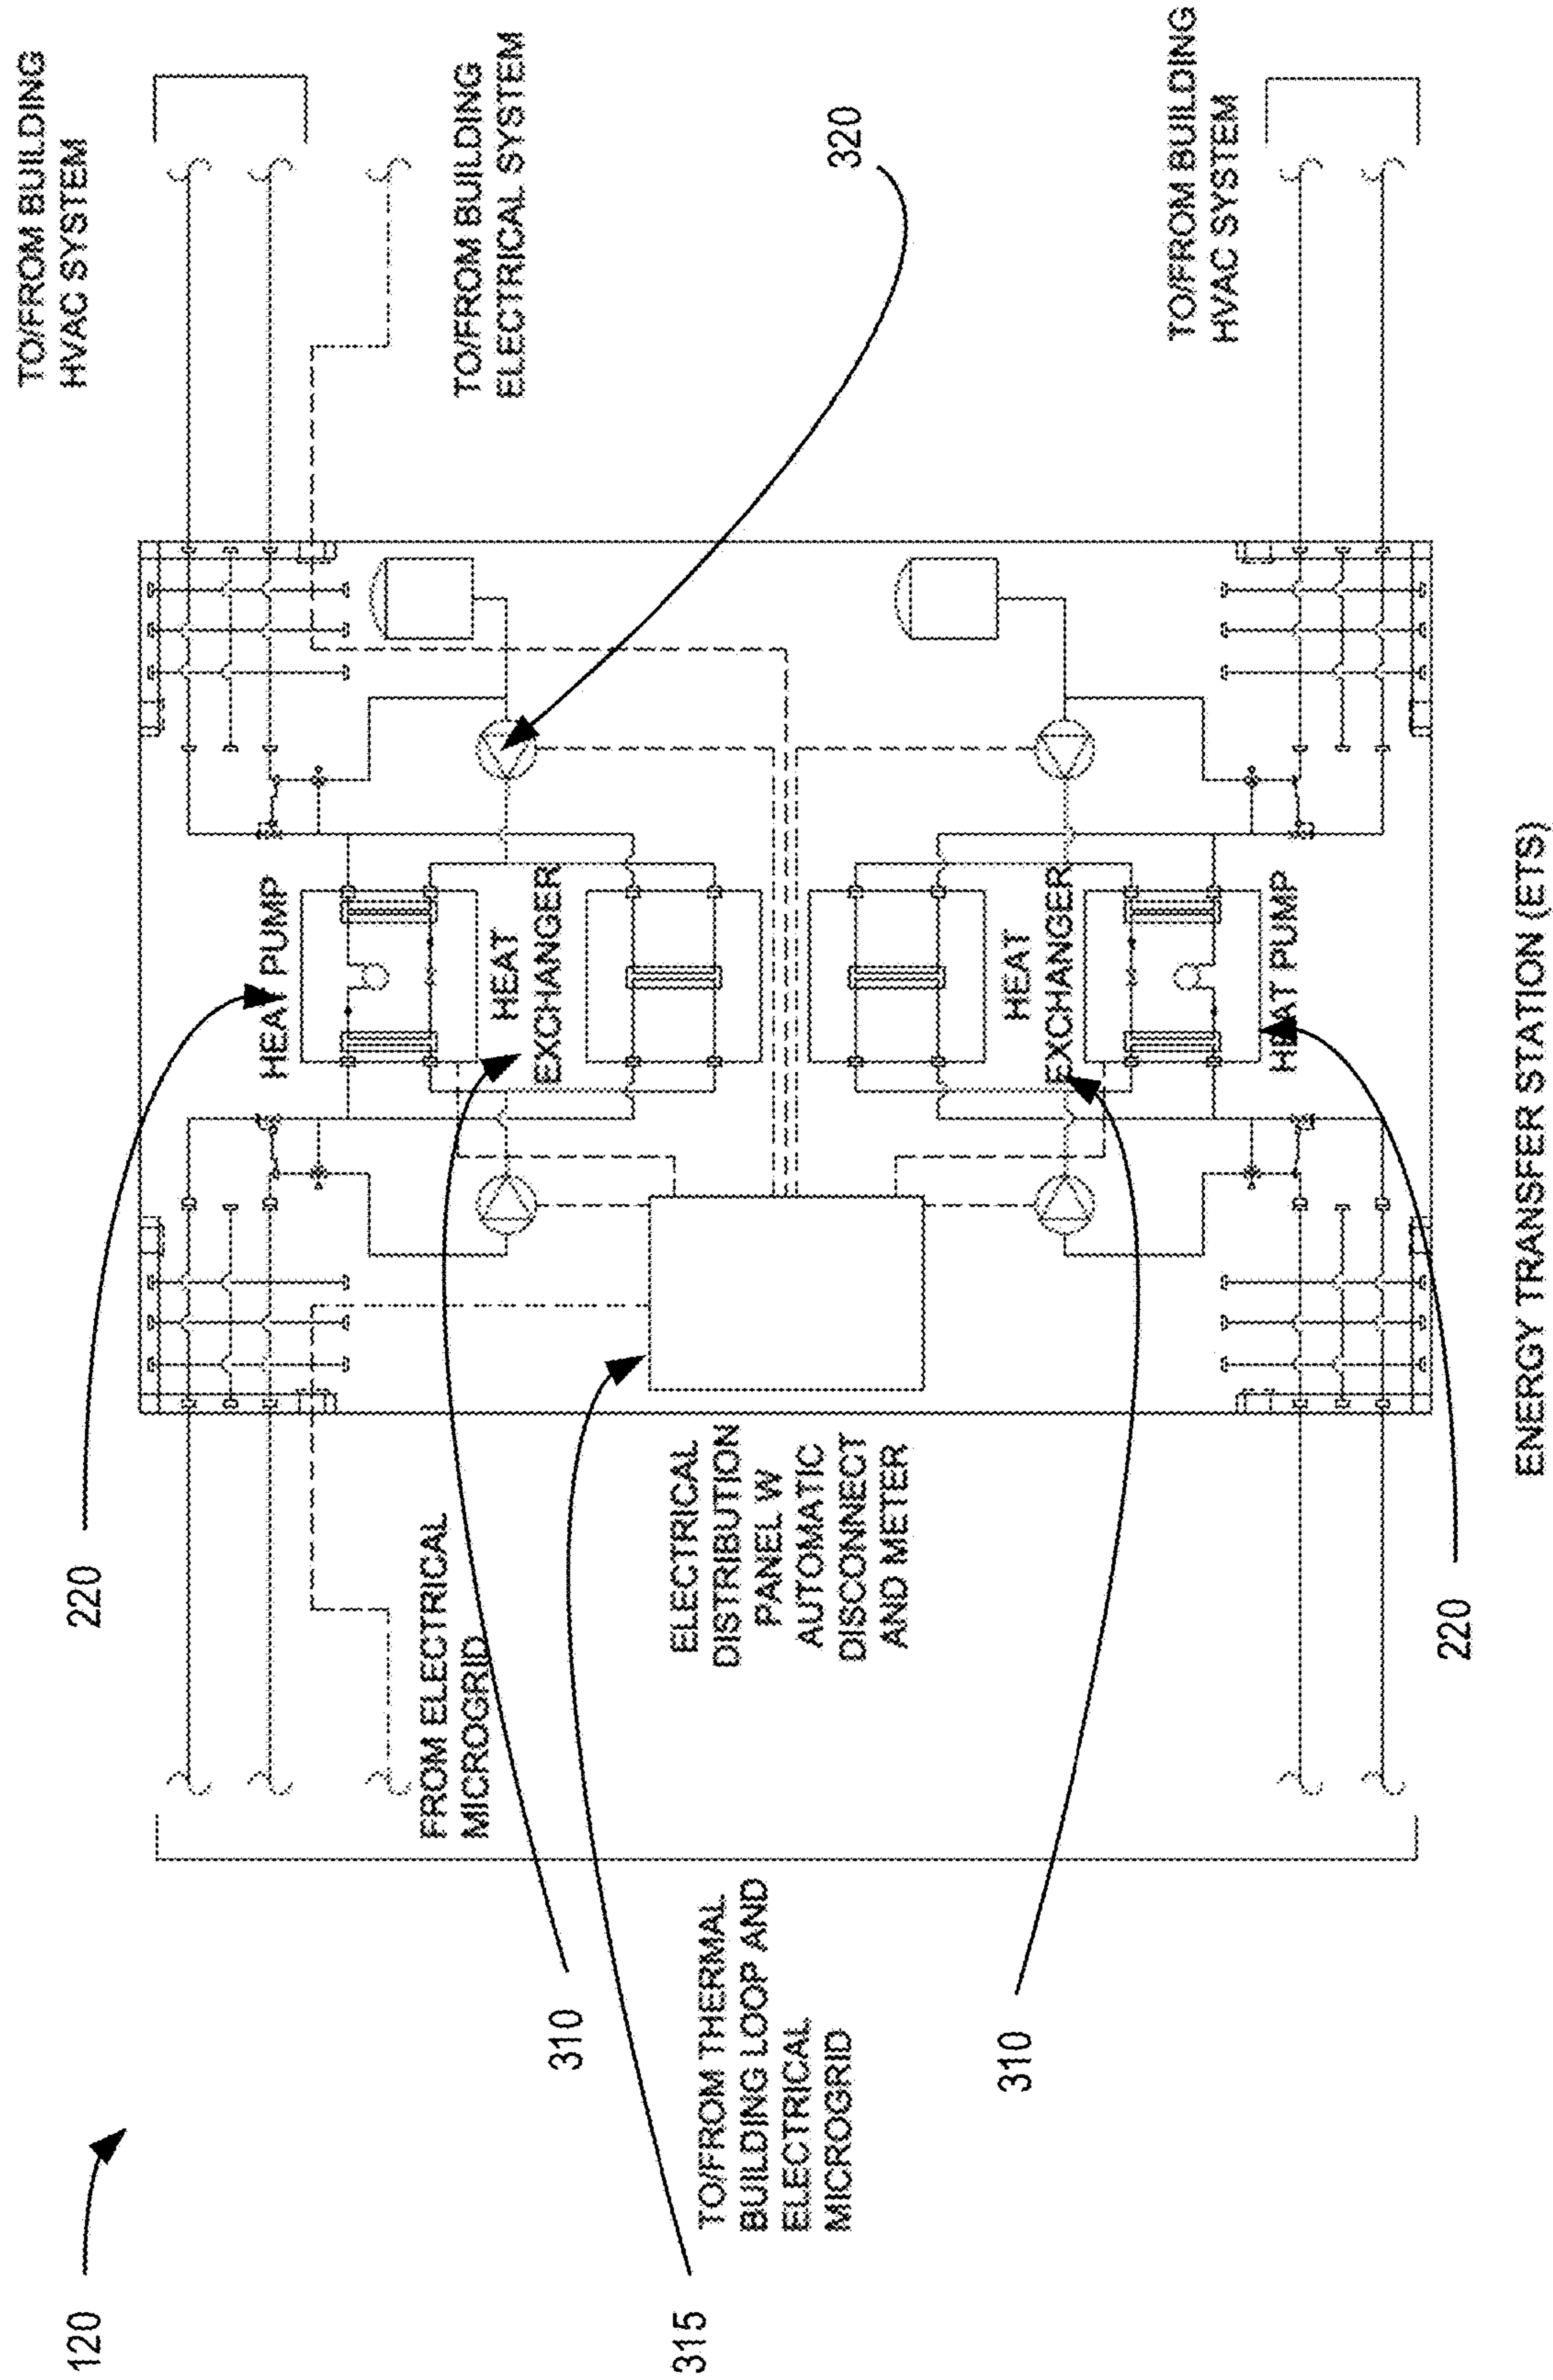 120
220
TO/FROM BUILDING
HVAC SYSTEM
FROM ELECTRICAL
MICROGRID
HEAT PUMP
TO/FROM BUILDING
ELECTRICAL SYSTEM
310
HEAT
EXCHANGER
315
TO/FROM THERMAL
BUILDING LOOP AND
ELECTRICAL
MICROGRID
ELECTRICAL
DISTRIBUTION
PANEL W
AUTOMATIC
DISCONNECT
AND METER
320
310
HEAT
EXCHANGER
TO/FROM BUILDING
HVAC SYSTEM
HEAT PUMP
220
ENERGY TRANSFER STATION (ETS)